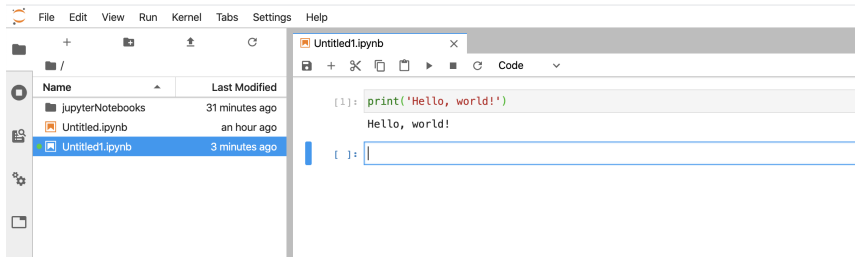 File Edit View Run Kernel Tabs Settings Help
/
Name Last Modified
jupyterNotebooks 31 minutes ago
Untitled.ipynb an hour ago
Untitled1.ipynb 3 minutes ago
Untitled1.ipynb
Code
[1]: print('Hello, world!')
Hello, world!
[ ]: